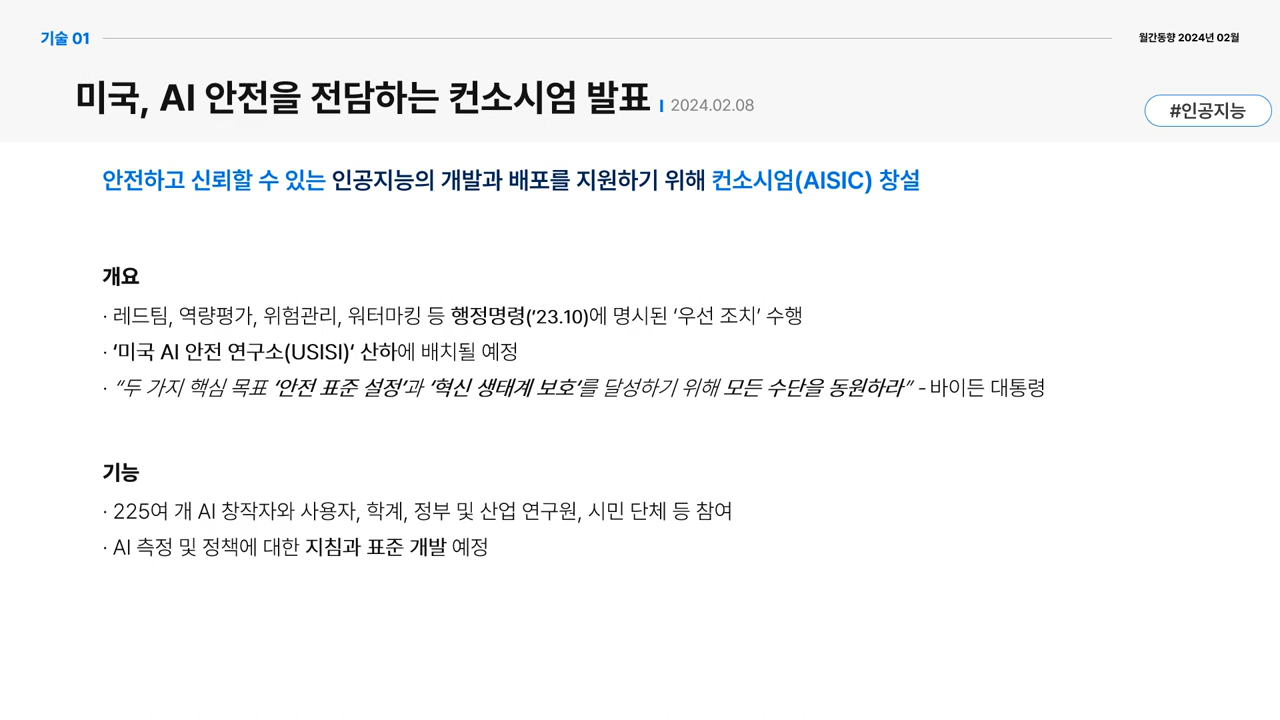 기술 01
월간동향 2024년 02월
미국, AI 안전을 전담하는 컨소시엄 발표 2024.02.08
#인공지능
안전하고 신뢰할 수 있는 인공지능의 개발과 배포를 지원하기 위해 컨소시엄(AISIC) 창설
개요
· 레드팀, 역량평가, 위험관리, 워터마킹 등 행정명령(‘23.10)에 명시된 ‘우선 조치’ 수행
· ‘미국 AI 안전 연구소(USISI)‘ 산하에 배치될 예정
· “두 가지 핵심 목표 ‘안전 표준 설정’과 ‘혁신 생태계 보호‘를 달성하기 위해 모든 수단을 동원하라” - 바이든 대통령
기능
· 225여 개 AI 창작자와 사용자, 학계, 정부 및 산업 연구원, 시민 단체 등 참여
· AI 측정 및 정책에 대한 지침과 표준 개발 예정